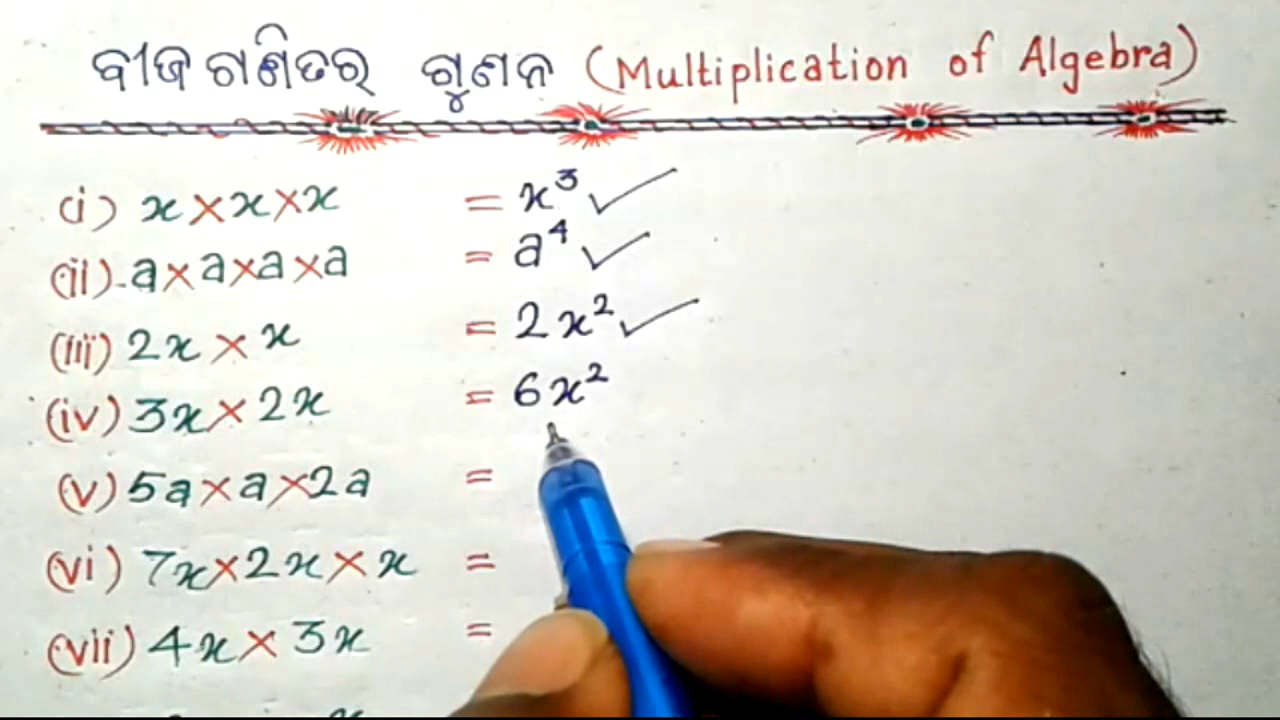 ବୀଜ ଗଣିତର ଗୁଣନ (Multiplication of Algebra)
(i) x × x × x = x³ ✓
(ii) a × a × a × a = a⁴ ✓
(iii) 2x × x = 2x² ✓
(iv) 3x × 2x = 6x²
(v) 5a × a × 2a =
(vi) 7x × 2x × x =
(vii) 4x × 3x =